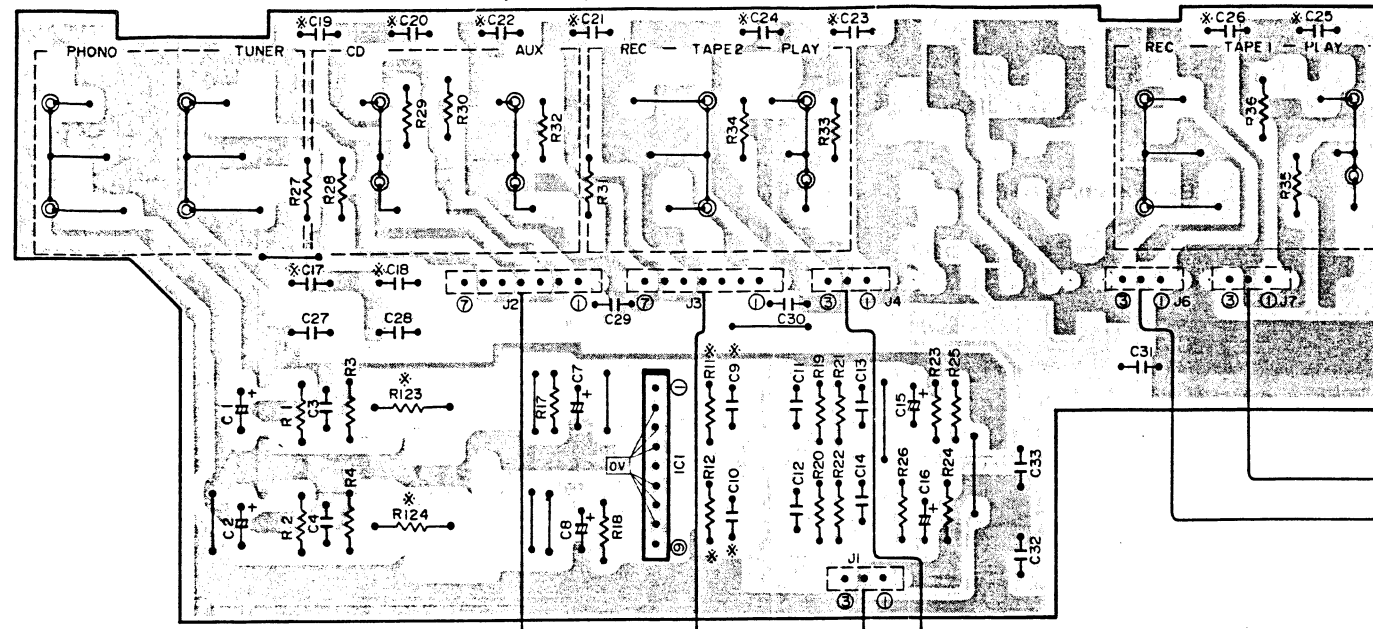 ※C19 ※C20 ※C22 ※C21 ※C24 ※C23 ※C26 ※C25
PHONO TUNER CD AUX REC — TAPE 2 — PLAY REC — TAPE 1 — PLAY
R29 R30 R32 R34 R33 R36
R27 R28 R31 R35
※C17 ※C18
⑦ J2 ① C29 ⑦ J3 ① C30 ③ ① J4 ③ ① J6 ③ ① J7
C27 C28
C31
C1 + R1 C3 R3 ※ R123 R17 C7 + ① R11※ ※C9 C11 R19 R21 C13 C15 + R23 R25
0V IC1
C2 + R2 C4 R4 ※ R124 C8 + R18 ⑨ R12 ※ C10 ※ C12 R20 R22 C14 R26 C16 + R24 C33
C32
J1
③ ①